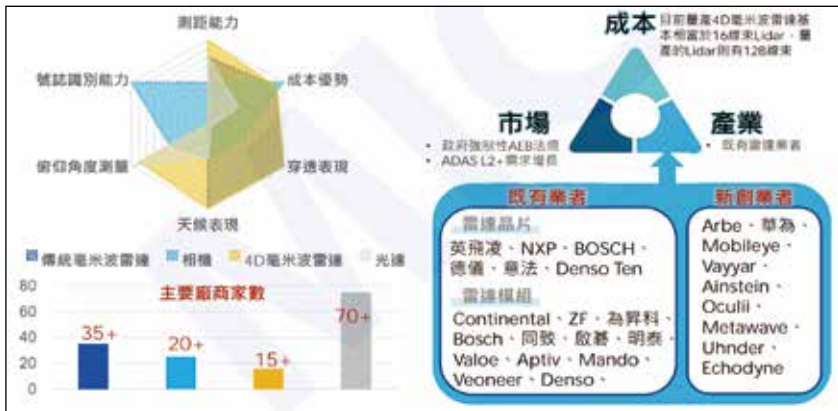 測距能力
號誌識別能力
成本優勢
俯仰角度測量
穿透表現
天候表現
傳統毫米波雷達
相機
4D毫米波雷達
光達
主要廠商家數
80
60
40
20
0
35+
20+
15+
70+
成本
目前量產4D毫米波雷達基
本相當於16線束Lidar、量
產的Lidar則有128線束
市場
• 政府強制性AEB法規
• ADAS L2+需求增長
產業
• 既有雷達業者
既有業者
雷達晶片
英飛凌、NXP、BOSCH、
德儀、意法、Denso Ten
雷達模組
Continental、ZF、為昇科、
Bosch、同致、啟碁、明泰、
Valoe、Aptiv、Mando、
Veoneer、Denso、
新創業者
Arbe、華為、
Mobileye、
Vayyar、
Ainstein、
Oculii、
Metawave、
Uhnder、
Echodyne